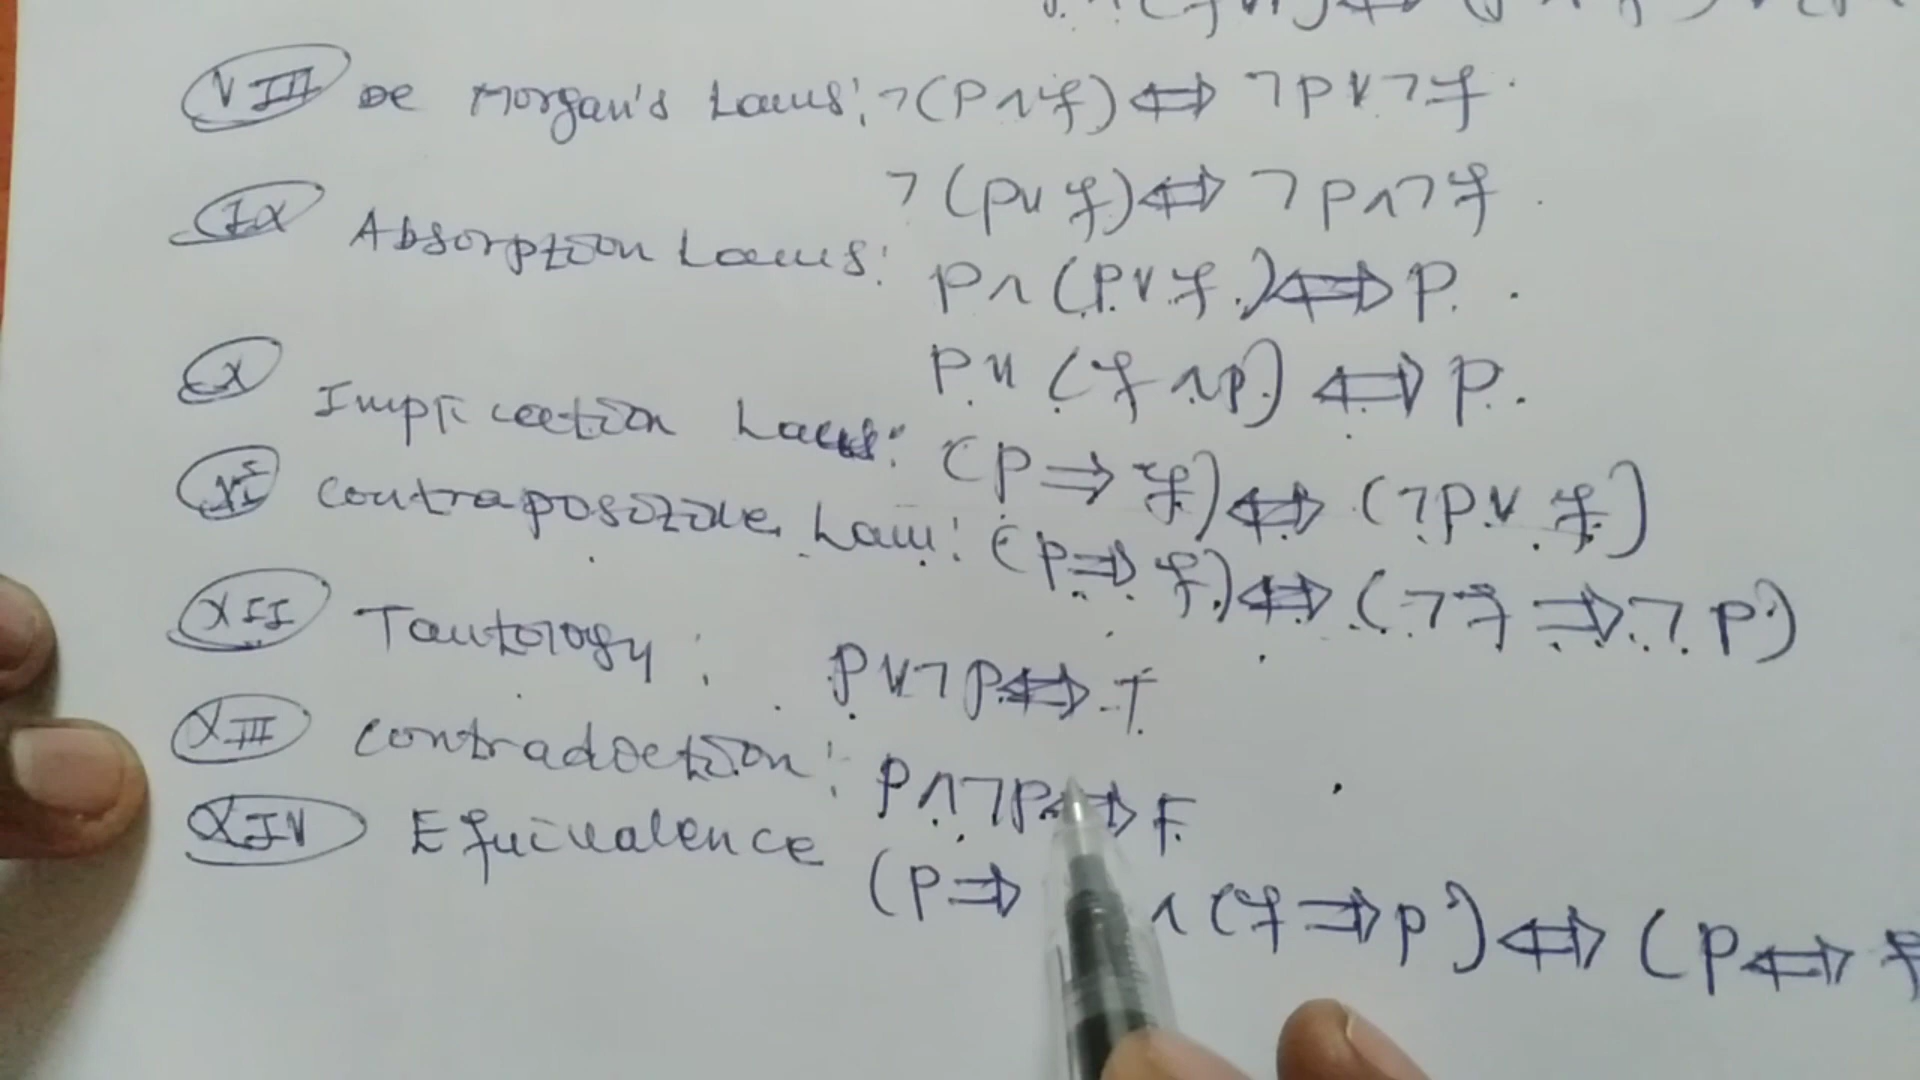 VIII De Morgan's Laws: ¬(p∧q) ⇔ ¬p∨¬q.
¬(p∨q) ⇔ ¬p∧¬q.
IX Absorption Laws: p∧(p∨q) ⇔ p.
p∨(q∧p) ⇔ p.
X Implication Laws: (p⇒q) ⇔ (¬p∨q)
XI Contrapositive Law: (p⇒q) ⇔ (¬q⇒¬p)
XII Tautology: p∨¬p ⇔ T
XIII Contradiction: p∧¬p ⇔ F
XIV Equivalence (p⇒ ∧(q⇒p) ⇔ (p⇔q